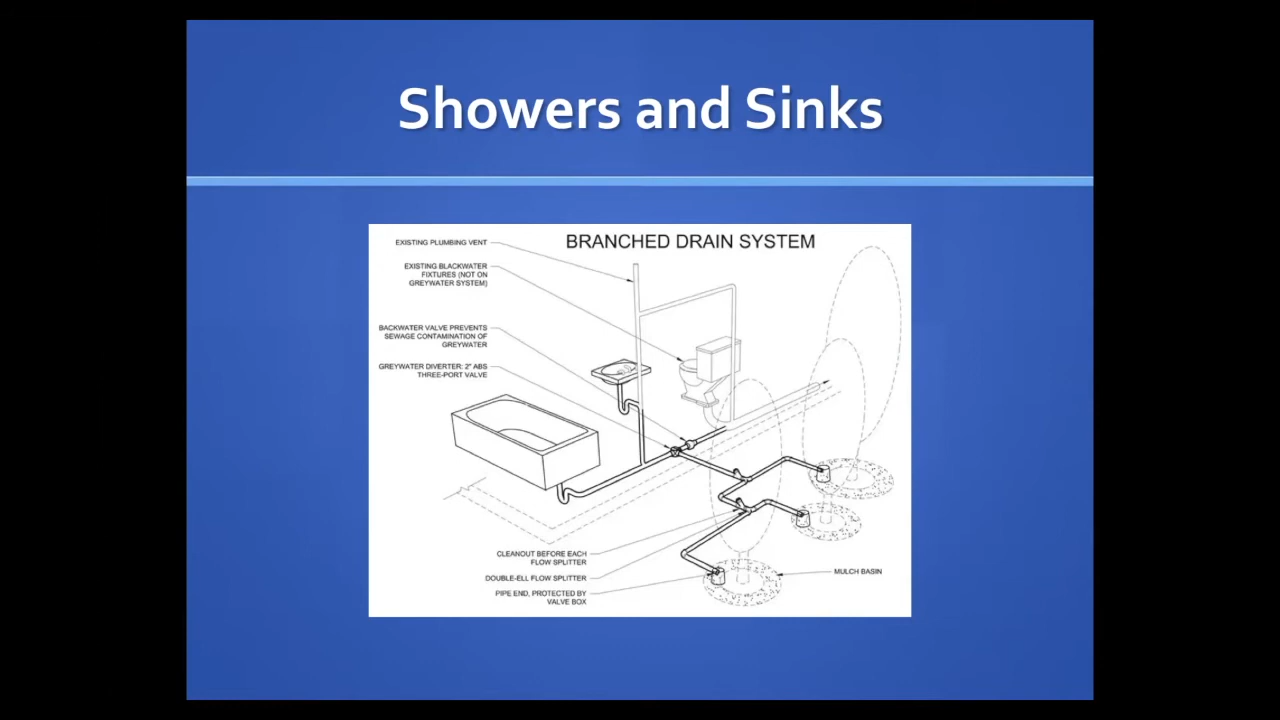 Showers and Sinks
BRANCHED DRAIN SYSTEM
EXISTING PLUMBING VENT
EXISTING BLACKWATER
FIXTURES (NOT ON
GREYWATER SYSTEM)
BACKWATER VALVE PREVENTS
SEWAGE CONTAMINATION OF
GREYWATER
GREYWATER DIVERTER: 2" ABS
THREE-PORT VALVE
CLEANOUT BEFORE EACH
FLOW SPLITTER
DOUBLE-ELL FLOW SPLITTER
PIPE END, PROTECTED BY
VALVE BOX
MULCH BASIN